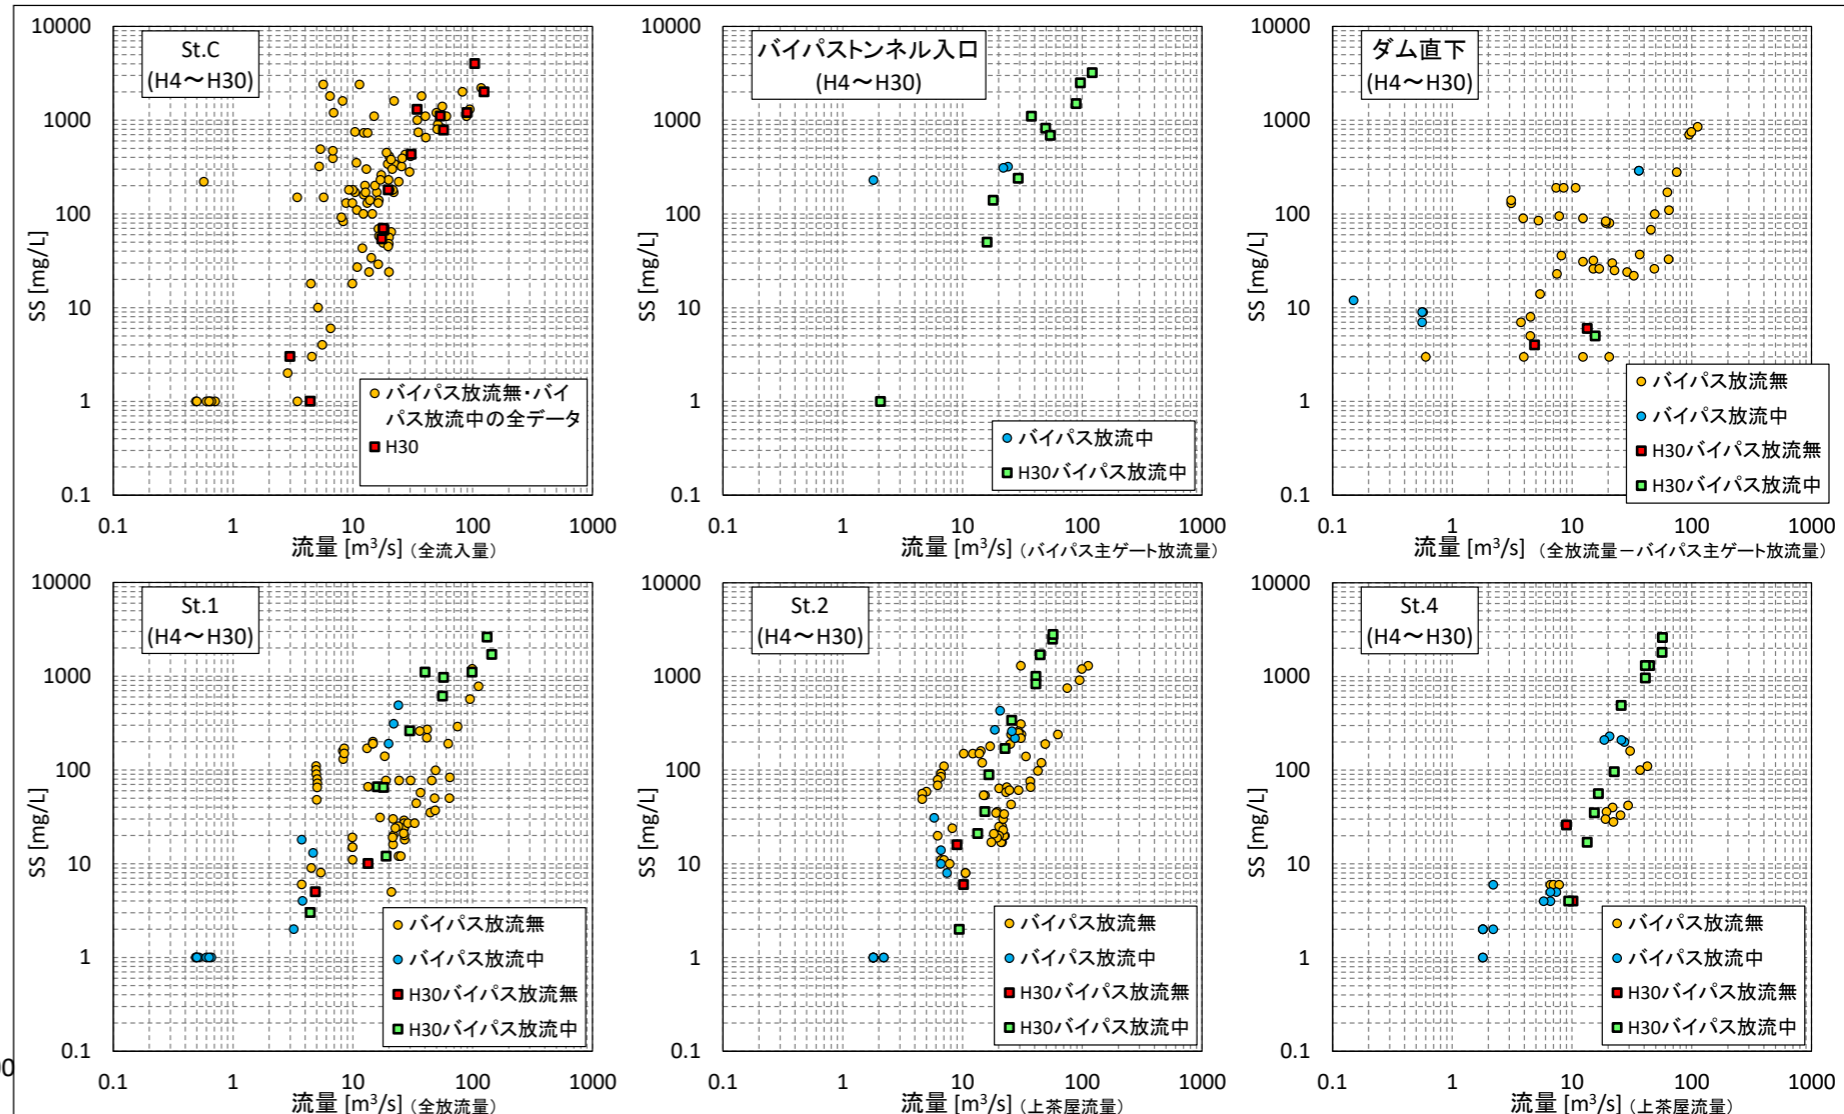 St.C
(H4～H30)
10000
1000
100
10
1
0.1
SS [mg/L]
バイパス放流無・バイ
パス放流中の全データ
H30
0.1 1 10 100 1000
流量 [m³/s] (全流入量)
バイパストンネル入口
(H4～H30)
10000
1000
100
10
1
0.1
SS [mg/L]
バイパス放流中
H30バイパス放流中
0.1 1 10 100 1000
流量 [m³/s] (バイパス主ゲート放流量)
ダム直下
(H4～H30)
10000
1000
100
10
1
0.1
SS [mg/L]
バイパス放流無
バイパス放流中
H30バイパス放流無
H30バイパス放流中
0.1 1 10 100 1000
流量 [m³/s] (全放流量－バイパス主ゲート放流量)
St.1
(H4～H30)
10000
1000
100
10
1
0.1
SS [mg/L]
バイパス放流無
バイパス放流中
H30バイパス放流無
H30バイパス放流中
0.1 1 10 100 1000
流量 [m³/s] (全放流量)
St.2
(H4～H30)
10000
1000
100
10
1
0.1
SS [mg/L]
バイパス放流無
バイパス放流中
H30バイパス放流無
H30バイパス放流中
0.1 1 10 100 1000
流量 [m³/s] (上茶屋流量)
St.4
(H4～H30)
10000
1000
100
10
1
0.1
SS [mg/L]
バイパス放流無
バイパス放流中
H30バイパス放流無
H30バイパス放流中
0.1 1 10 100 1000
流量 [m³/s] (上茶屋流量)